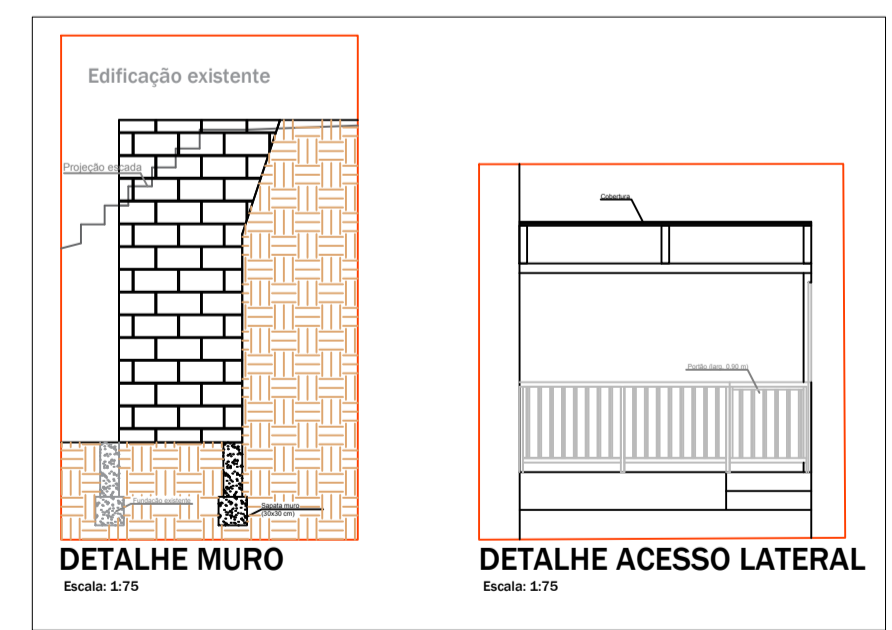 Edificação existente
Projeção escada
Fundação existente
Sapata muro
(30x30 cm)
DETALHE MURO
Escala: 1:75
Cobertura
Portão (larg. 0,90 m)
DETALHE ACESSO LATERAL
Escala: 1:75